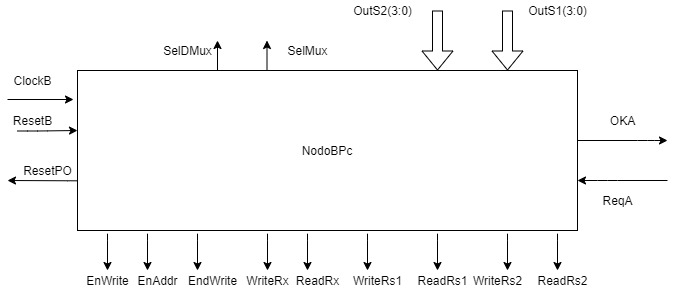 OutS2(3:0) OutS1(3:0)
SelDMux SelMux
ClockB
ResetB OKA
NodoBPc
ResetPO
ReqA
EnWrite EnAddr EndWrite WriteRx ReadRx WriteRs1 ReadRs1 WriteRs2 ReadRs2